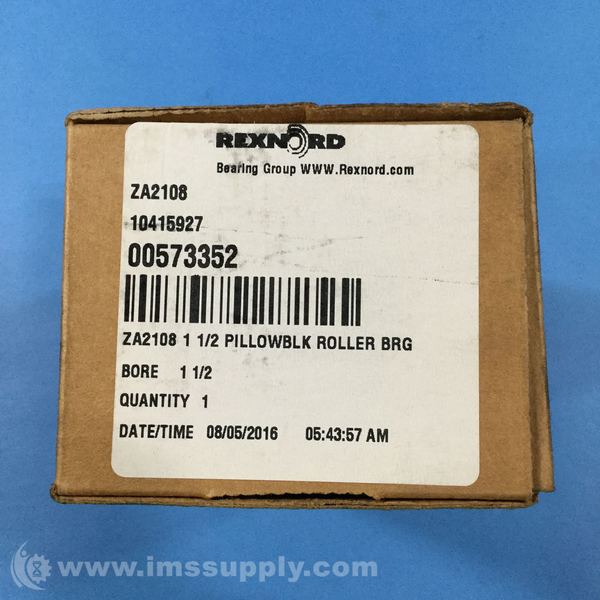 REXNORD
Bearing Group WWW.Rexnord.com
ZA2108
10415927
00573352
ZA2108 1 1/2 PILLOWBLK ROLLER BRG
BORE 1 1/2
QUANTITY 1
DATE/TIME 08/05/2016 05:43:57 AM
IMS
www.imssupply.com